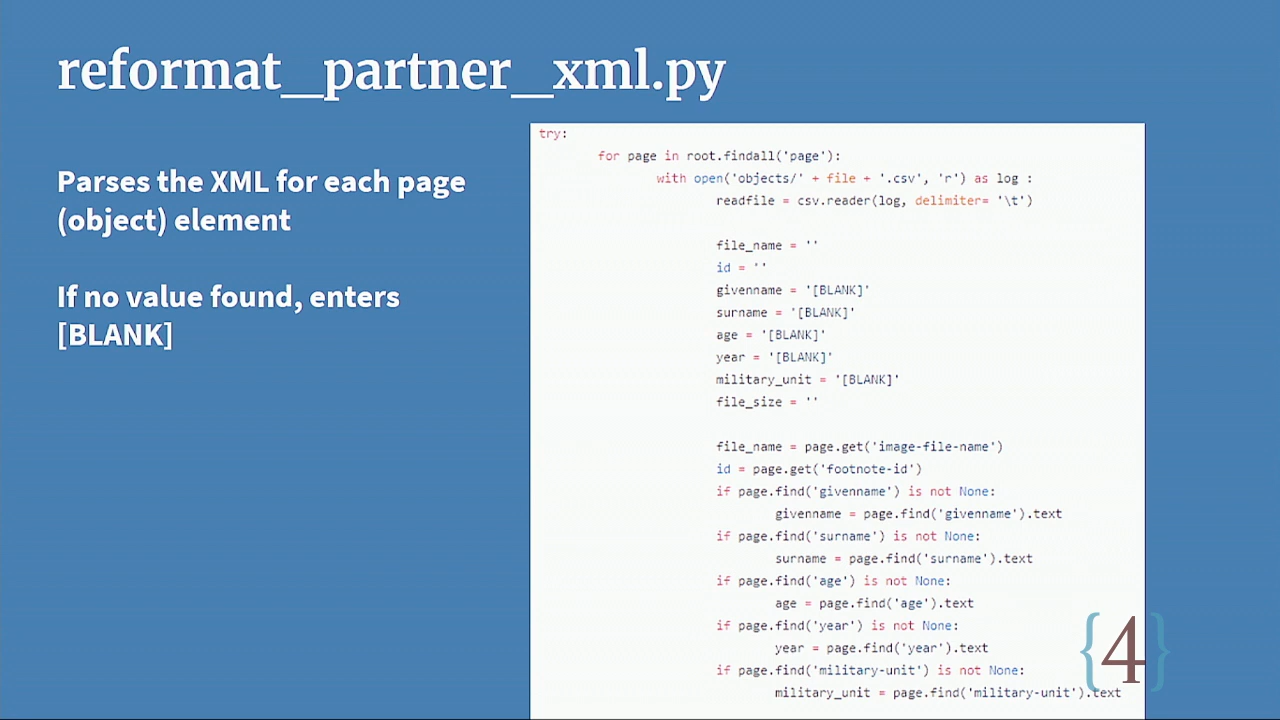 reformat_partner_xml.py
Parses the XML for each page
(object) element
If no value found, enters
[BLANK]
try:
for page in root.findall('page'):
with open('objects/' + file + '.csv', 'r') as log :
readfile = csv.reader(log, delimiter= '\t')
file_name = ''
id = ''
givenname = '[BLANK]'
surname = '[BLANK]'
age = '[BLANK]'
year = '[BLANK]'
military_unit = '[BLANK]'
file_size = ''
file_name = page.get('image-file-name')
id = page.get('footnote-id')
if page.find('givenname') is not None:
givenname = page.find('givenname').text
if page.find('surname') is not None:
surname = page.find('surname').text
if page.find('age') is not None:
age = page.find('age').text
if page.find('year') is not None:
year = page.find('year').text
if page.find('military-unit') is not None:
military_unit = page.find('military-unit').text
{4}